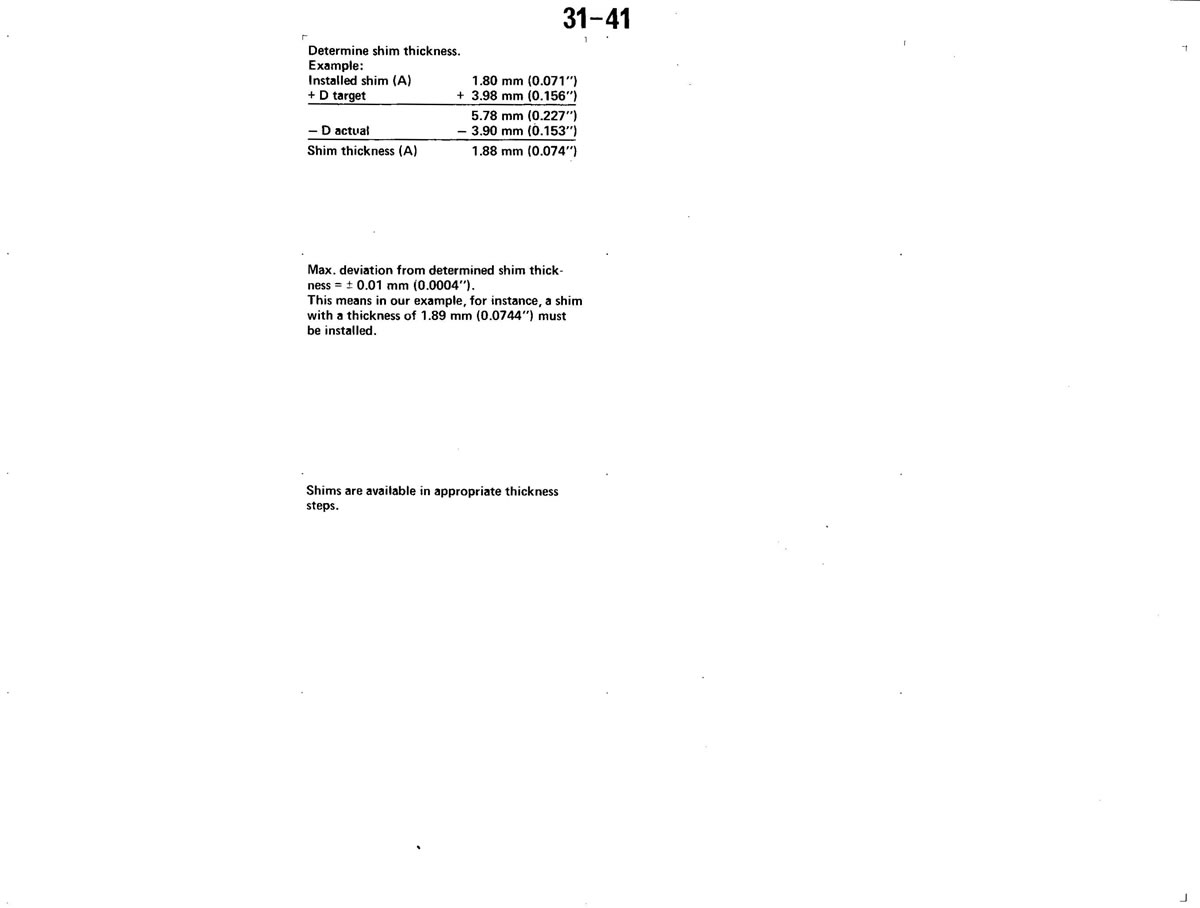 31-41
Determine shim thickness.
Example:
Installed shim (A) 1.80 mm (0.071")
+ D target + 3.98 mm (0.156")
5.78 mm (0.227")
— D actual — 3.90 mm (0.153")
Shim thickness (A) 1.88 mm (0.074")
Max. deviation from determined shim thick-
ness = ± 0.01 mm (0.0004").
This means in our example, for instance, a shim
with a thickness of 1.89 mm (0.0744") must
be installed.
Shims are available in appropriate thickness
steps.